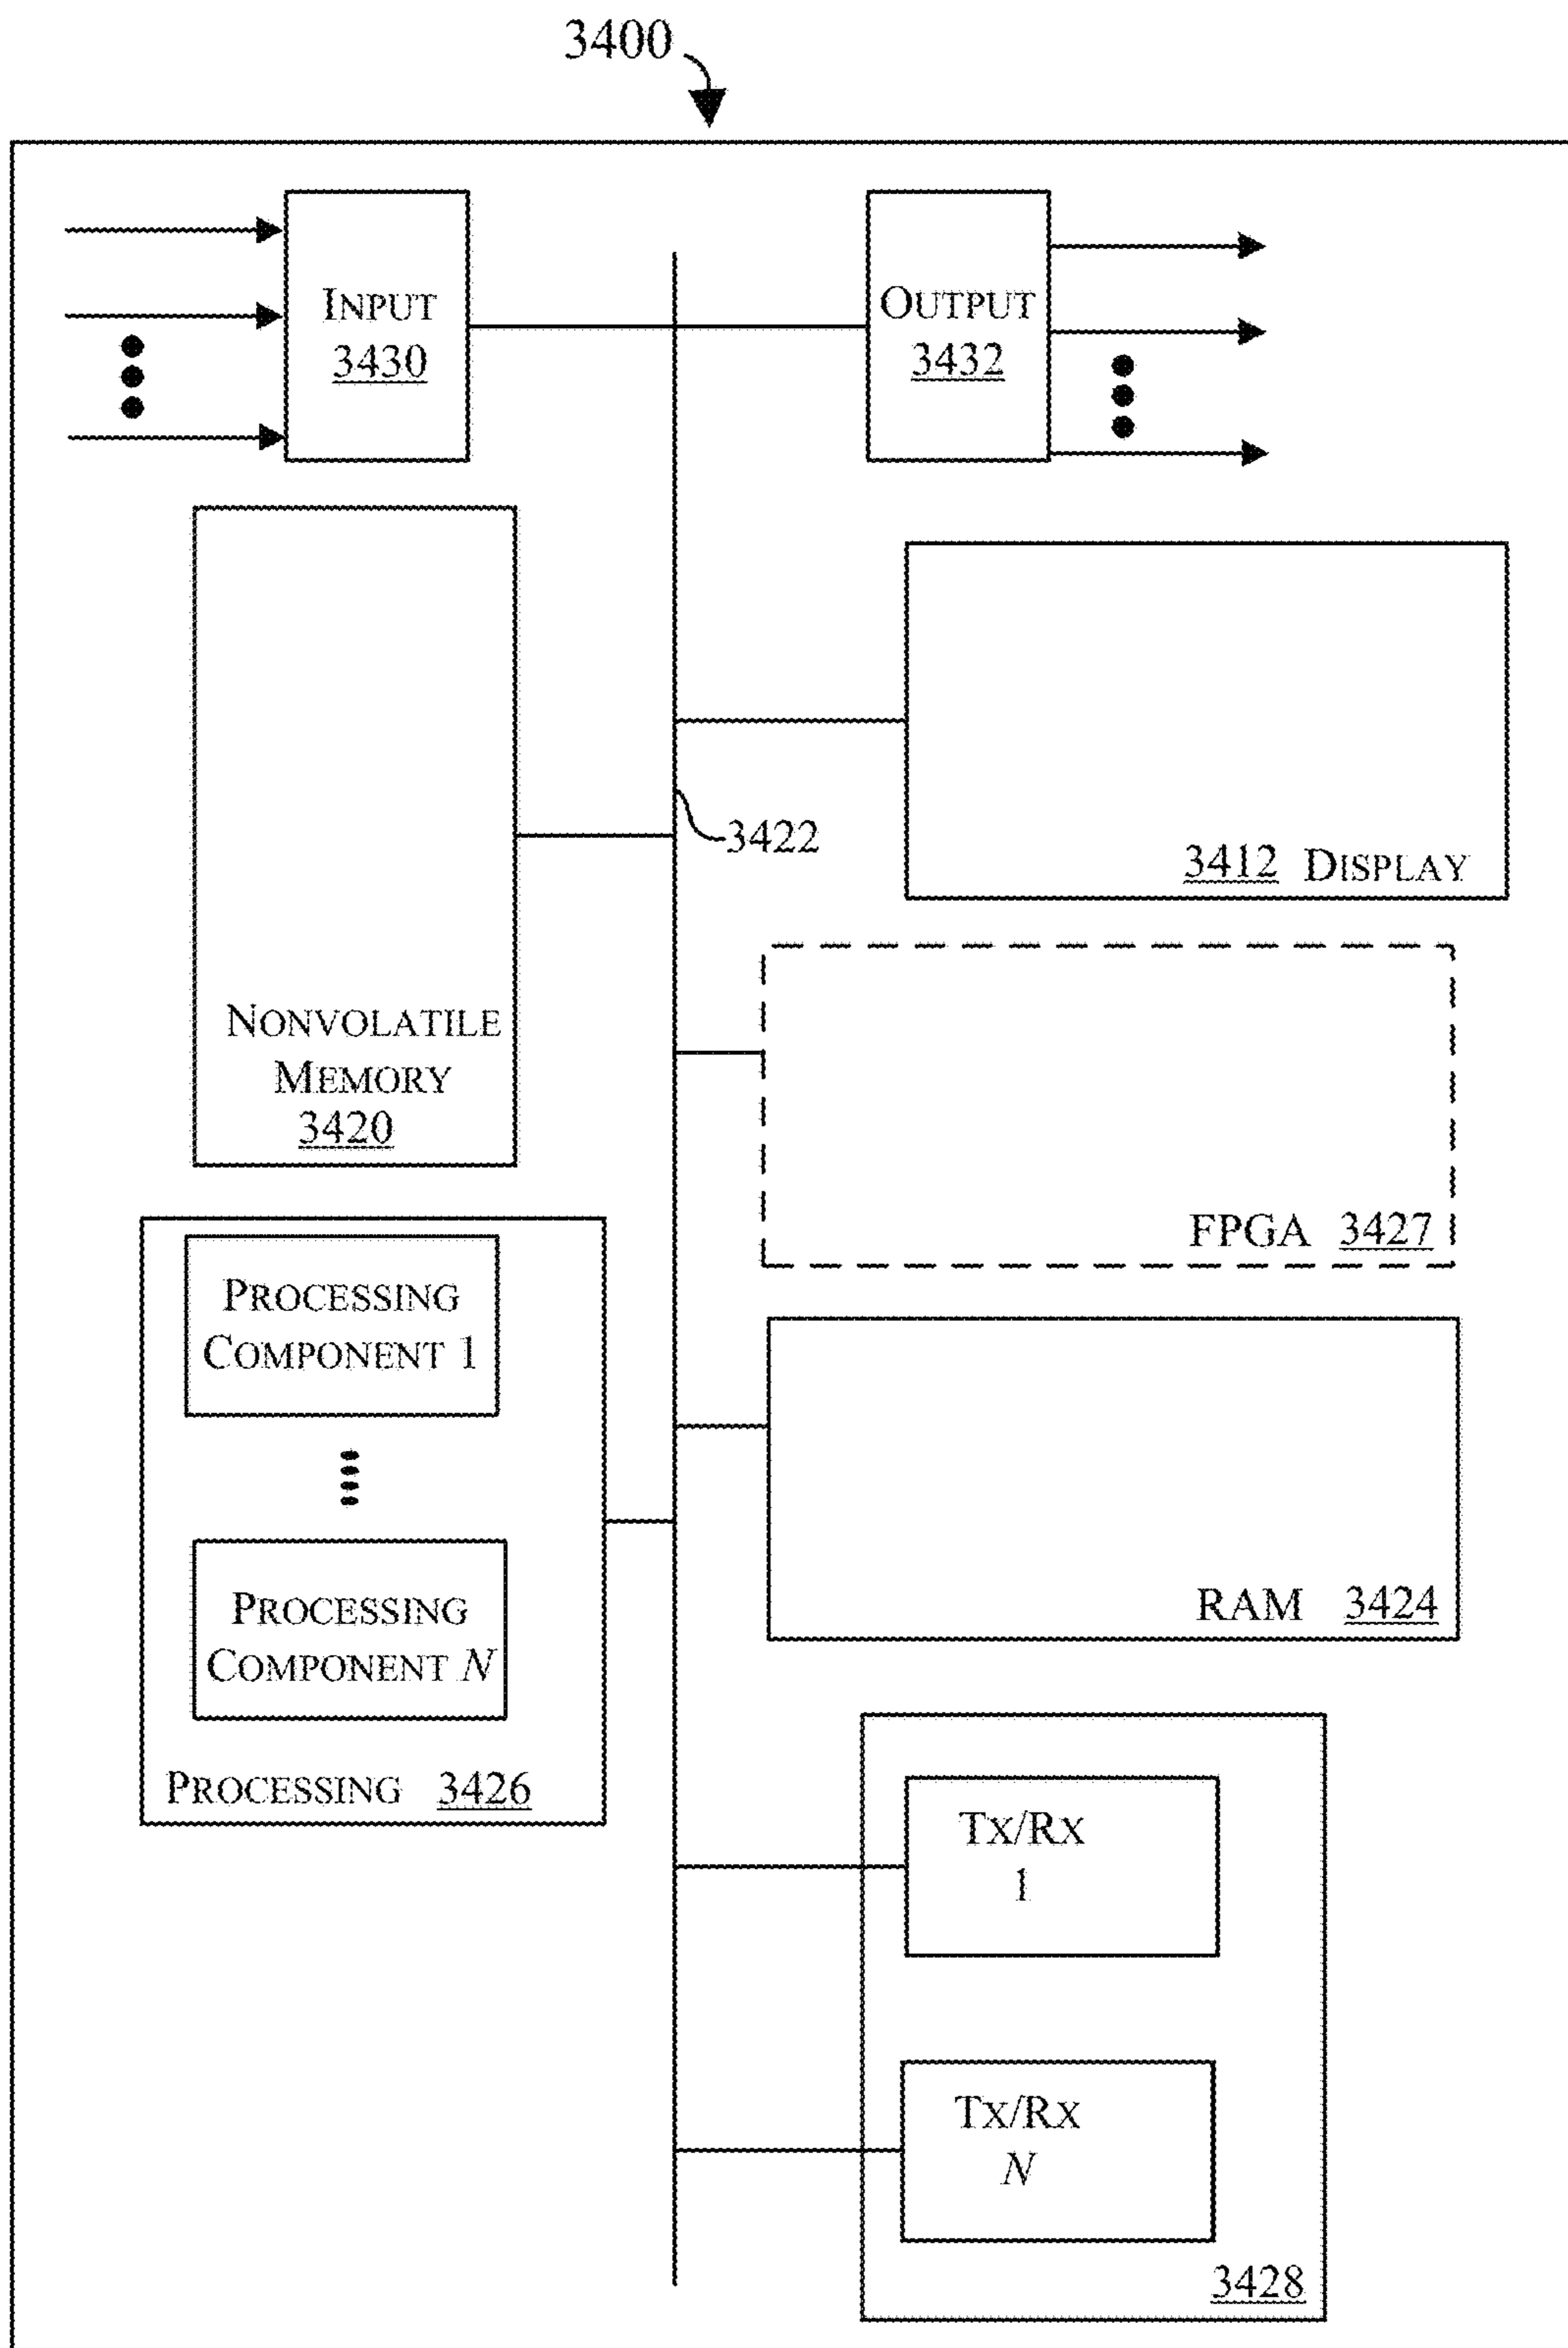 3400
INPUT
3430
OUTPUT
3432
3422
3412 DISPLAY
NONVOLATILE
MEMORY
3420
FPGA 3427
PROCESSING
COMPONENT 1
PROCESSING
COMPONENT N
PROCESSING 3426
RAM 3424
TX/RX
1
TX/RX
N
3428